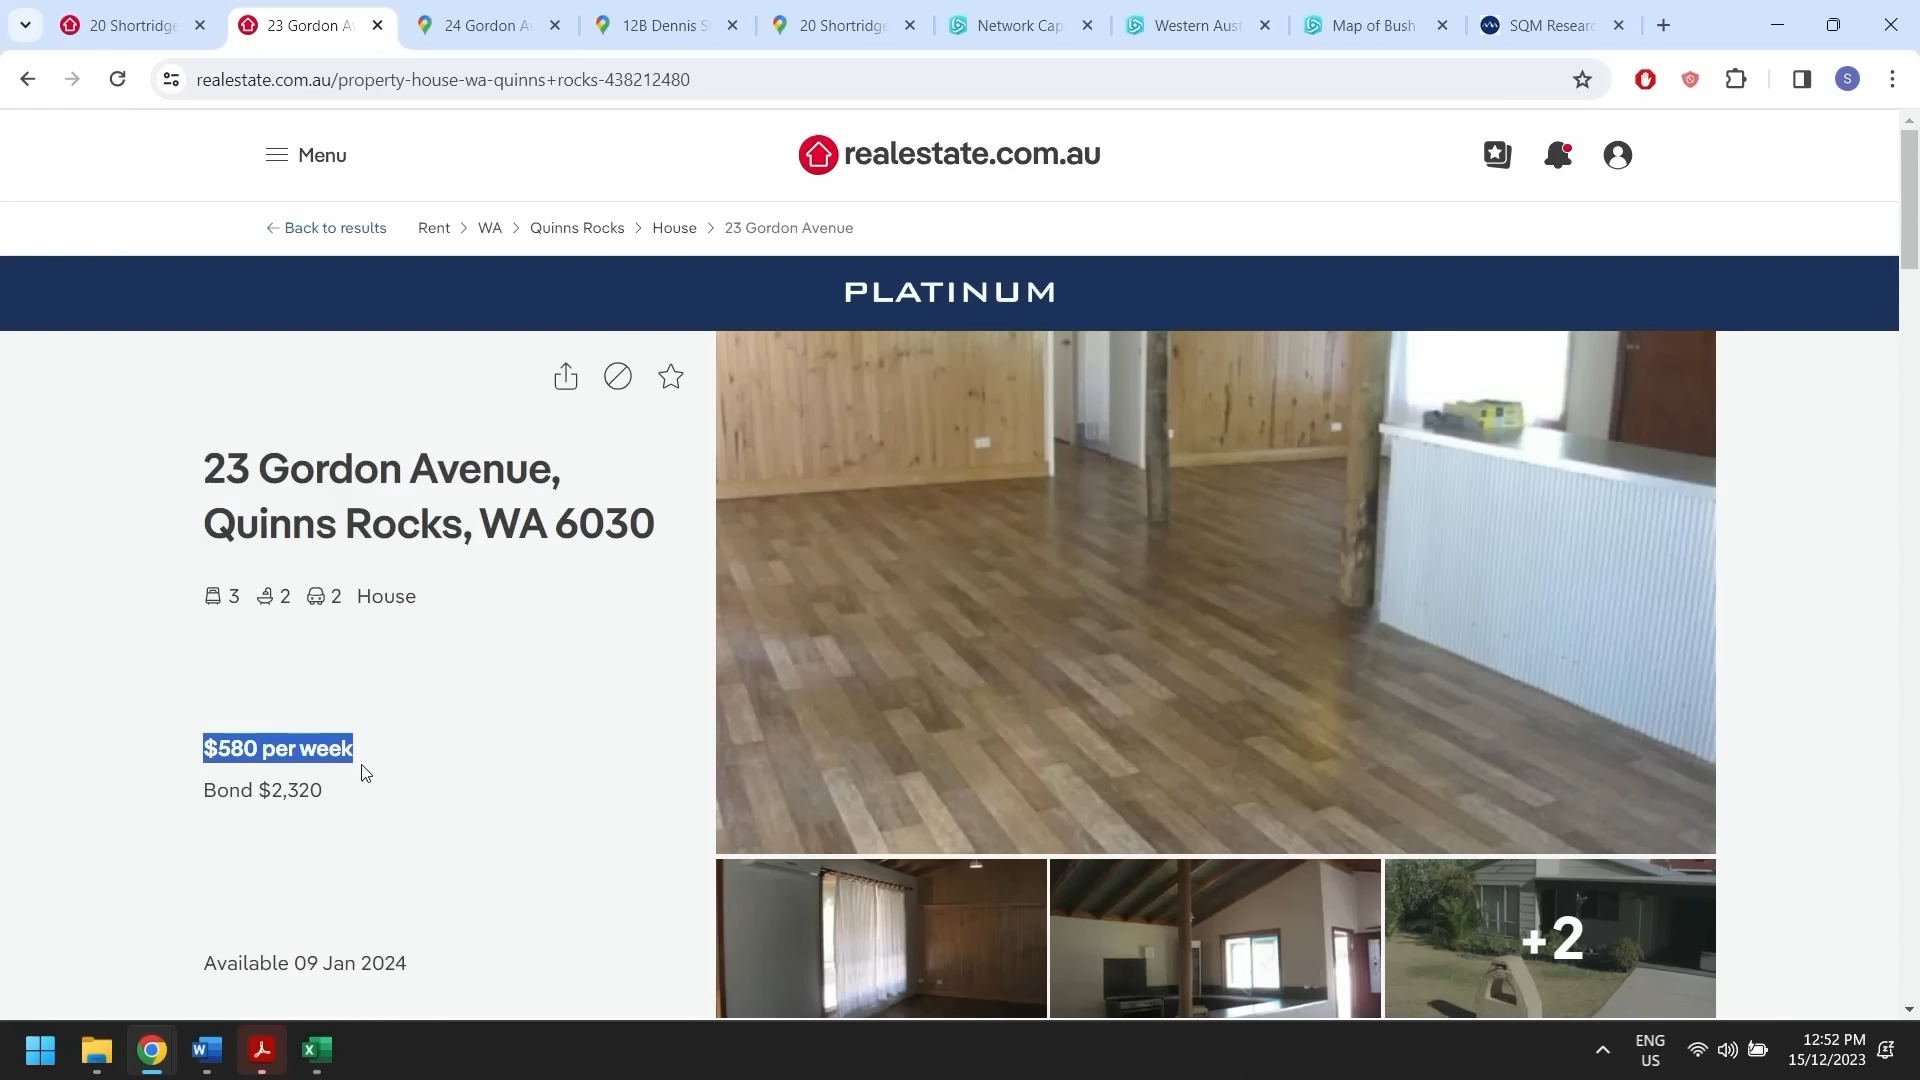 20 Shortridge
23 Gordon A
24 Gordon A
12B Dennis S
20 Shortridge
Network Cap
Western Aust
Map of Bush
SQM Researc
realestate.com.au/property-house-wa-quinns+rocks-438212480
S
Menu
realestate.com.au
Back to results
Rent > WA > Quinns Rocks > House > 23 Gordon Avenue
PLATINUM
23 Gordon Avenue,
Quinns Rocks, WA 6030
3 2 2 House
$580 per week
Bond $2,320
Available 09 Jan 2024
+2
ENG
US
12:52 PM
15/12/2023